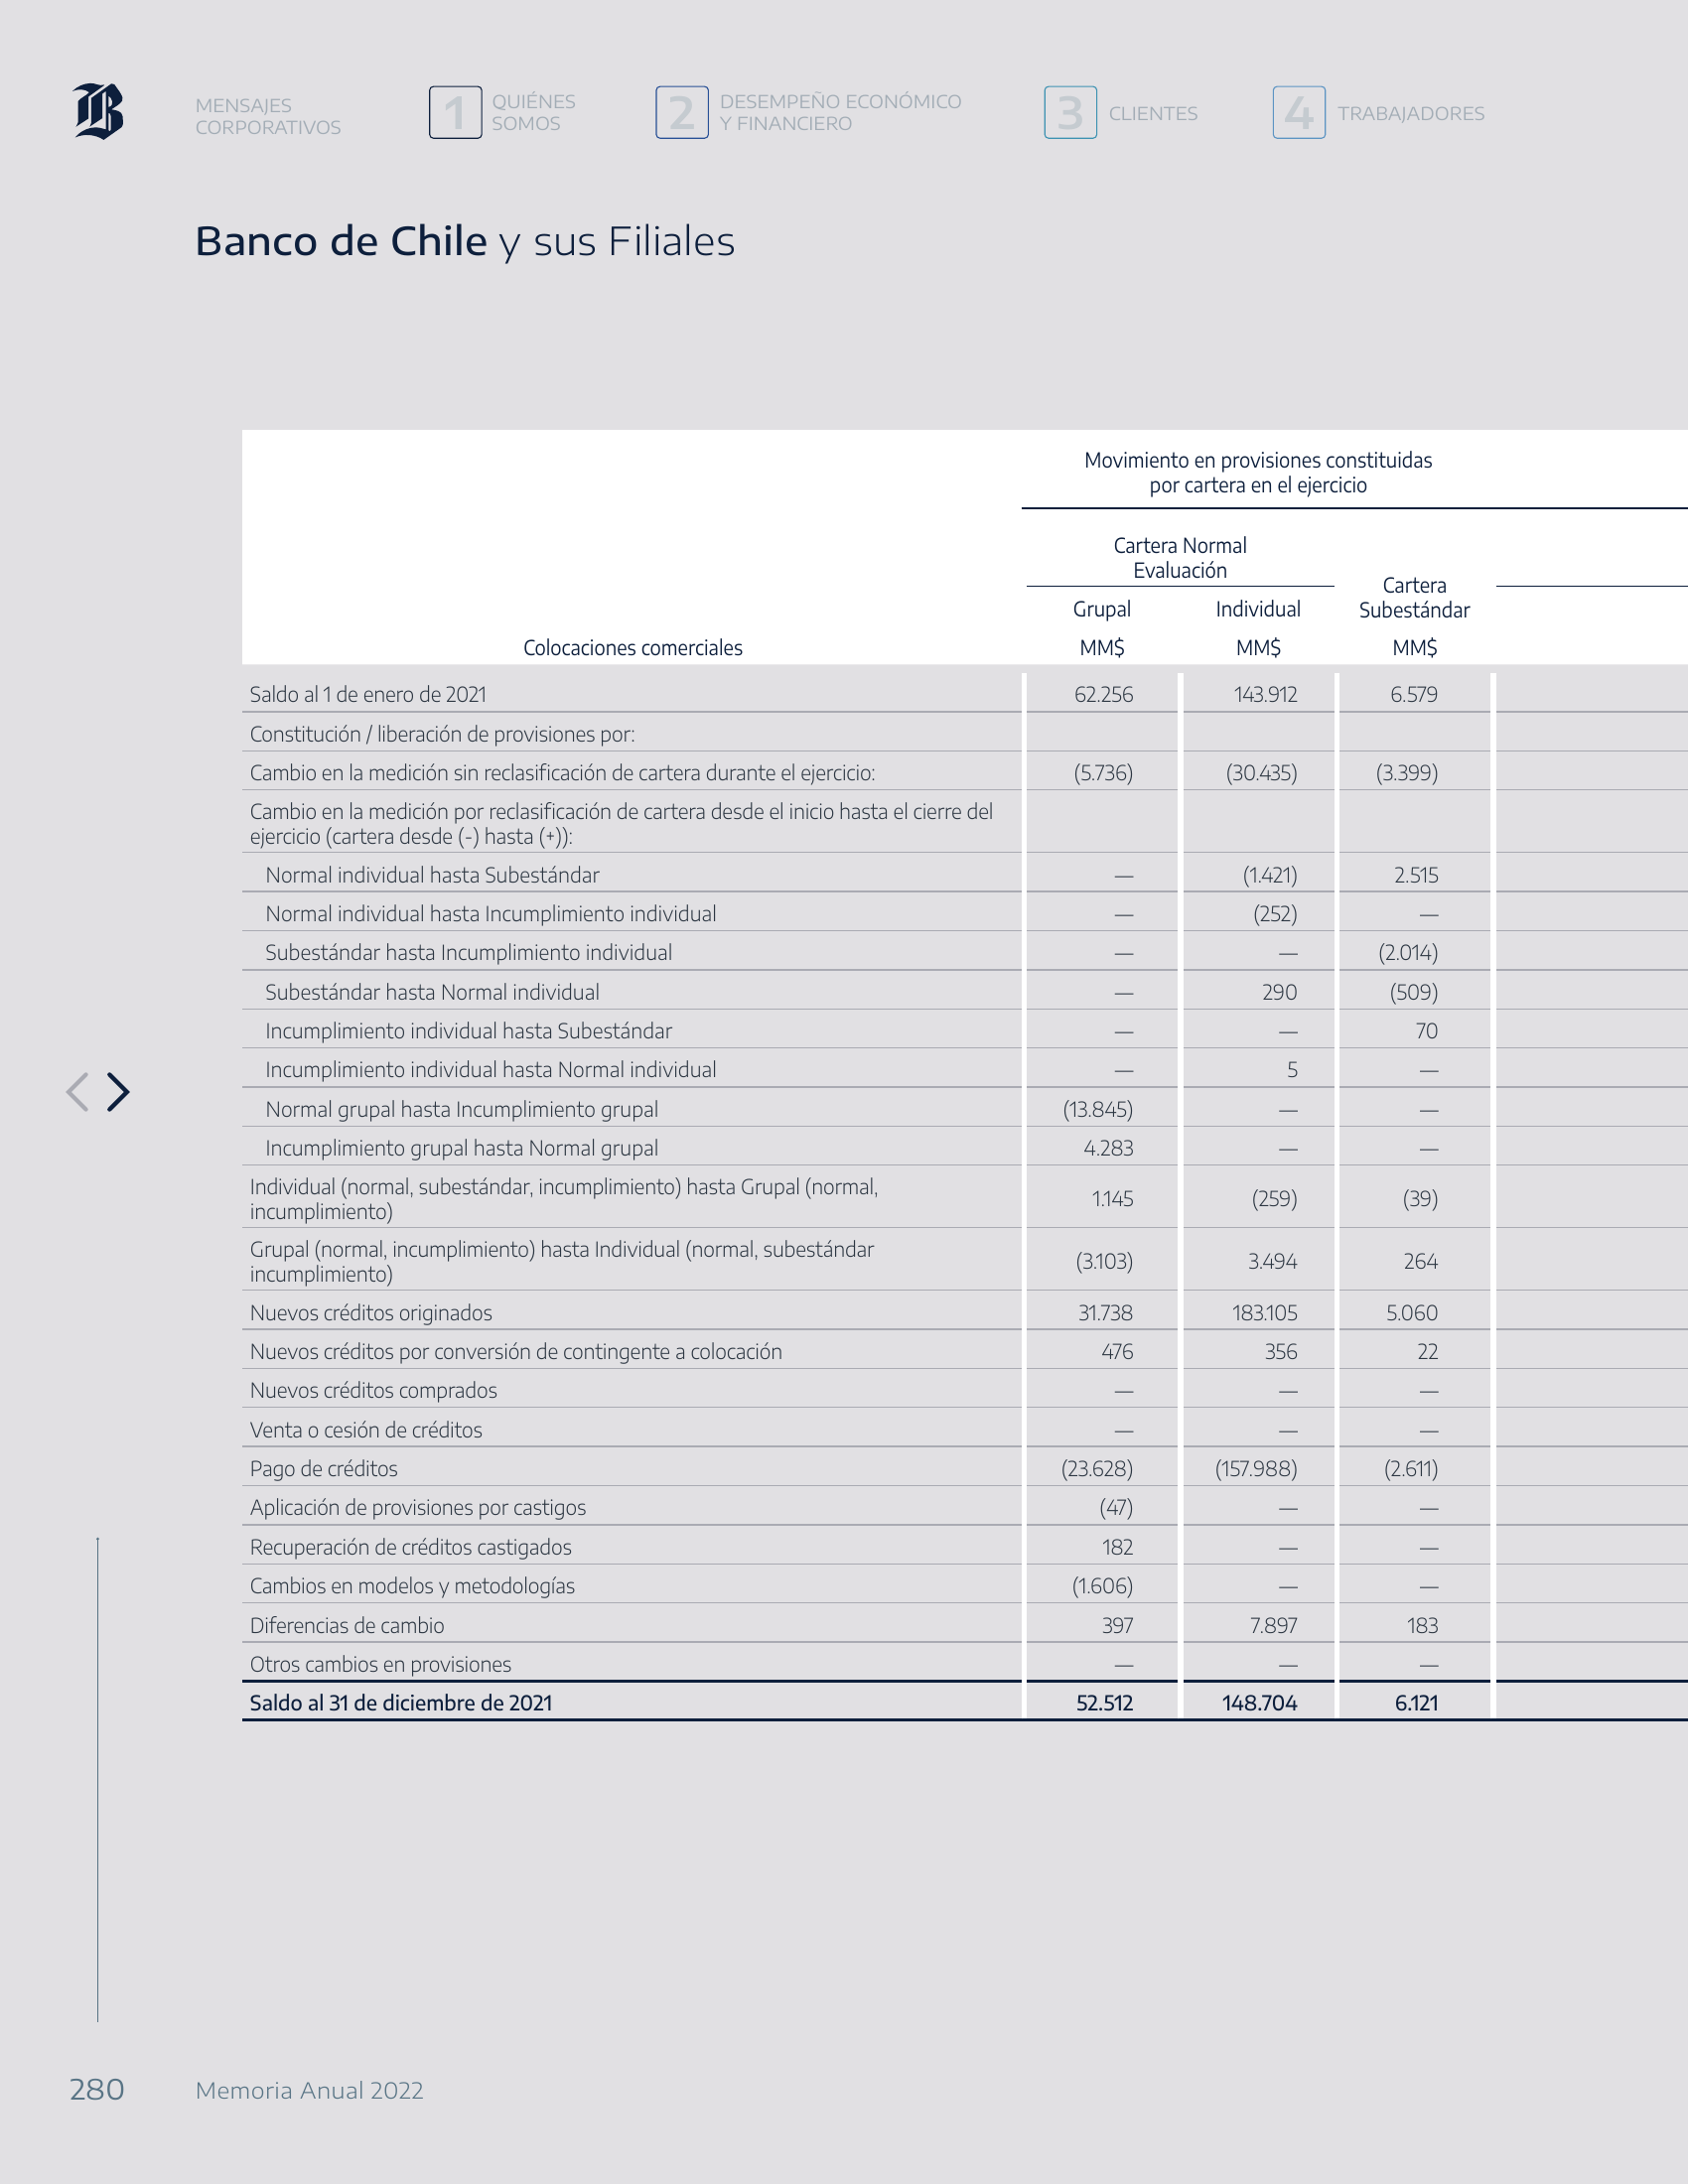 B
MENSAJES
CORPORATIVOS
1
QUIÉNES
SOMOS
2
DESEMPEÑO ECONÓMICO
Y FINANCIERO
3
CLIENTES
4
TRABAJADORES
Banco de Chile y sus Filiales
Movimiento en provisiones constituidas
por cartera en el ejercicio
Cartera Normal
Evaluación
Cartera
Subestándar
Grupal Individual
Colocaciones comerciales MM$ MM$ MM$
Saldo al 1 de enero de 2021 62.256 143.912 6.579
Constitución / liberación de provisiones por:
Cambio en la medición sin reclasificación de cartera durante el ejercicio: (5.736) (30.435) (3.399)
Cambio en la medición por reclasificación de cartera desde el inicio hasta el cierre del
ejercicio (cartera desde (-) hasta (+)):
Normal individual hasta Subestándar — (1.421) 2.515
Normal individual hasta Incumplimiento individual — (252) —
Subestándar hasta Incumplimiento individual — — (2.014)
Subestándar hasta Normal individual — 290 (509)
Incumplimiento individual hasta Subestándar — — 70
Incumplimiento individual hasta Normal individual — 5 —
Normal grupal hasta Incumplimiento grupal (13.845) — —
Incumplimiento grupal hasta Normal grupal 4.283 — —
Individual (normal, subestándar, incumplimiento) hasta Grupal (normal,
incumplimiento) 1.145 (259) (39)
Grupal (normal, incumplimiento) hasta Individual (normal, subestándar
incumplimiento) (3.103) 3.494 264
Nuevos créditos originados 31.738 183.105 5.060
Nuevos créditos por conversión de contingente a colocación 476 356 22
Nuevos créditos comprados — — —
Venta o cesión de créditos — — —
Pago de créditos (23.628) (157.988) (2.611)
Aplicación de provisiones por castigos (47) — —
Recuperación de créditos castigados 182 — —
Cambios en modelos y metodologías (1.606) — —
Diferencias de cambio 397 7.897 183
Otros cambios en provisiones — — —
Saldo al 31 de diciembre de 2021 52.512 148.704 6.121
280 Memoria Anual 2022